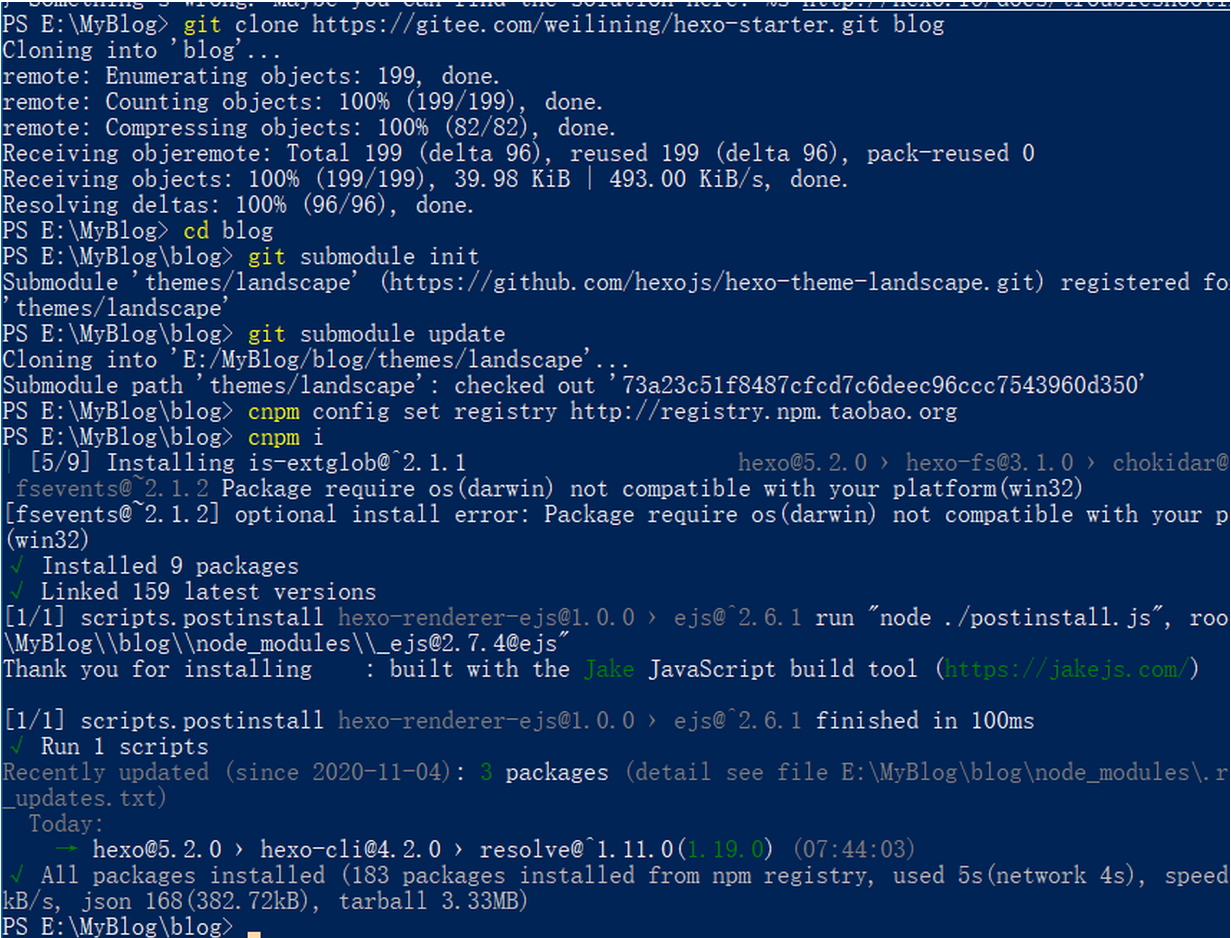 Something's wrong. Maybe you can find the solution here: %s http://hexo.io/docs/troubleshooti
PS E:\MyBlog> git clone https://gitee.com/weilining/hexo-starter.git blog
Cloning into 'blog'...
remote: Enumerating objects: 199, done.
remote: Counting objects: 100% (199/199), done.
remote: Compressing objects: 100% (82/82), done.
Receiving objeremote: Total 199 (delta 96), reused 199 (delta 96), pack-reused 0
Receiving objects: 100% (199/199), 39.98 KiB | 493.00 KiB/s, done.
Resolving deltas: 100% (96/96), done.
PS E:\MyBlog> cd blog
PS E:\MyBlog\blog> git submodule init
Submodule 'themes/landscape' (https://github.com/hexojs/hexo-theme-landscape.git) registered fo
'themes/landscape'
PS E:\MyBlog\blog> git submodule update
Cloning into 'E:/MyBlog/blog/themes/landscape'...
Submodule path 'themes/landscape': checked out '73a23c51f8487cfcd7c6deec96ccc7543960d350'
PS E:\MyBlog\blog> cnpm config set registry http://registry.npm.taobao.org
PS E:\MyBlog\blog> cnpm i
| [5/9] Installing is-extglob@^2.1.1 hexo@5.2.0 › hexo-fs@3.1.0 › chokidar@
fsevents@~2.1.2 Package require os(darwin) not compatible with your platform(win32)
[fsevents@~2.1.2] optional install error: Package require os(darwin) not compatible with your p
(win32)
√ Installed 9 packages
√ Linked 159 latest versions
[1/1] scripts.postinstall hexo-renderer-ejs@1.0.0 › ejs@^2.6.1 run "node ./postinstall.js", roo
\MyBlog\\blog\\node_modules\\_ejs@2.7.4@ejs"
Thank you for installing : built with the Jake JavaScript build tool (https://jakejs.com/)
[1/1] scripts.postinstall hexo-renderer-ejs@1.0.0 › ejs@^2.6.1 finished in 100ms
√ Run 1 scripts
Recently updated (since 2020-11-04): 3 packages (detail see file E:\MyBlog\blog\node_modules\.r
_updates.txt)
Today:
→ hexo@5.2.0 › hexo-cli@4.2.0 › resolve@^1.11.0(1.19.0) (07:44:03)
√ All packages installed (183 packages installed from npm registry, used 5s(network 4s), speed
kB/s, json 168(382.72kB), tarball 3.33MB)
PS E:\MyBlog\blog>